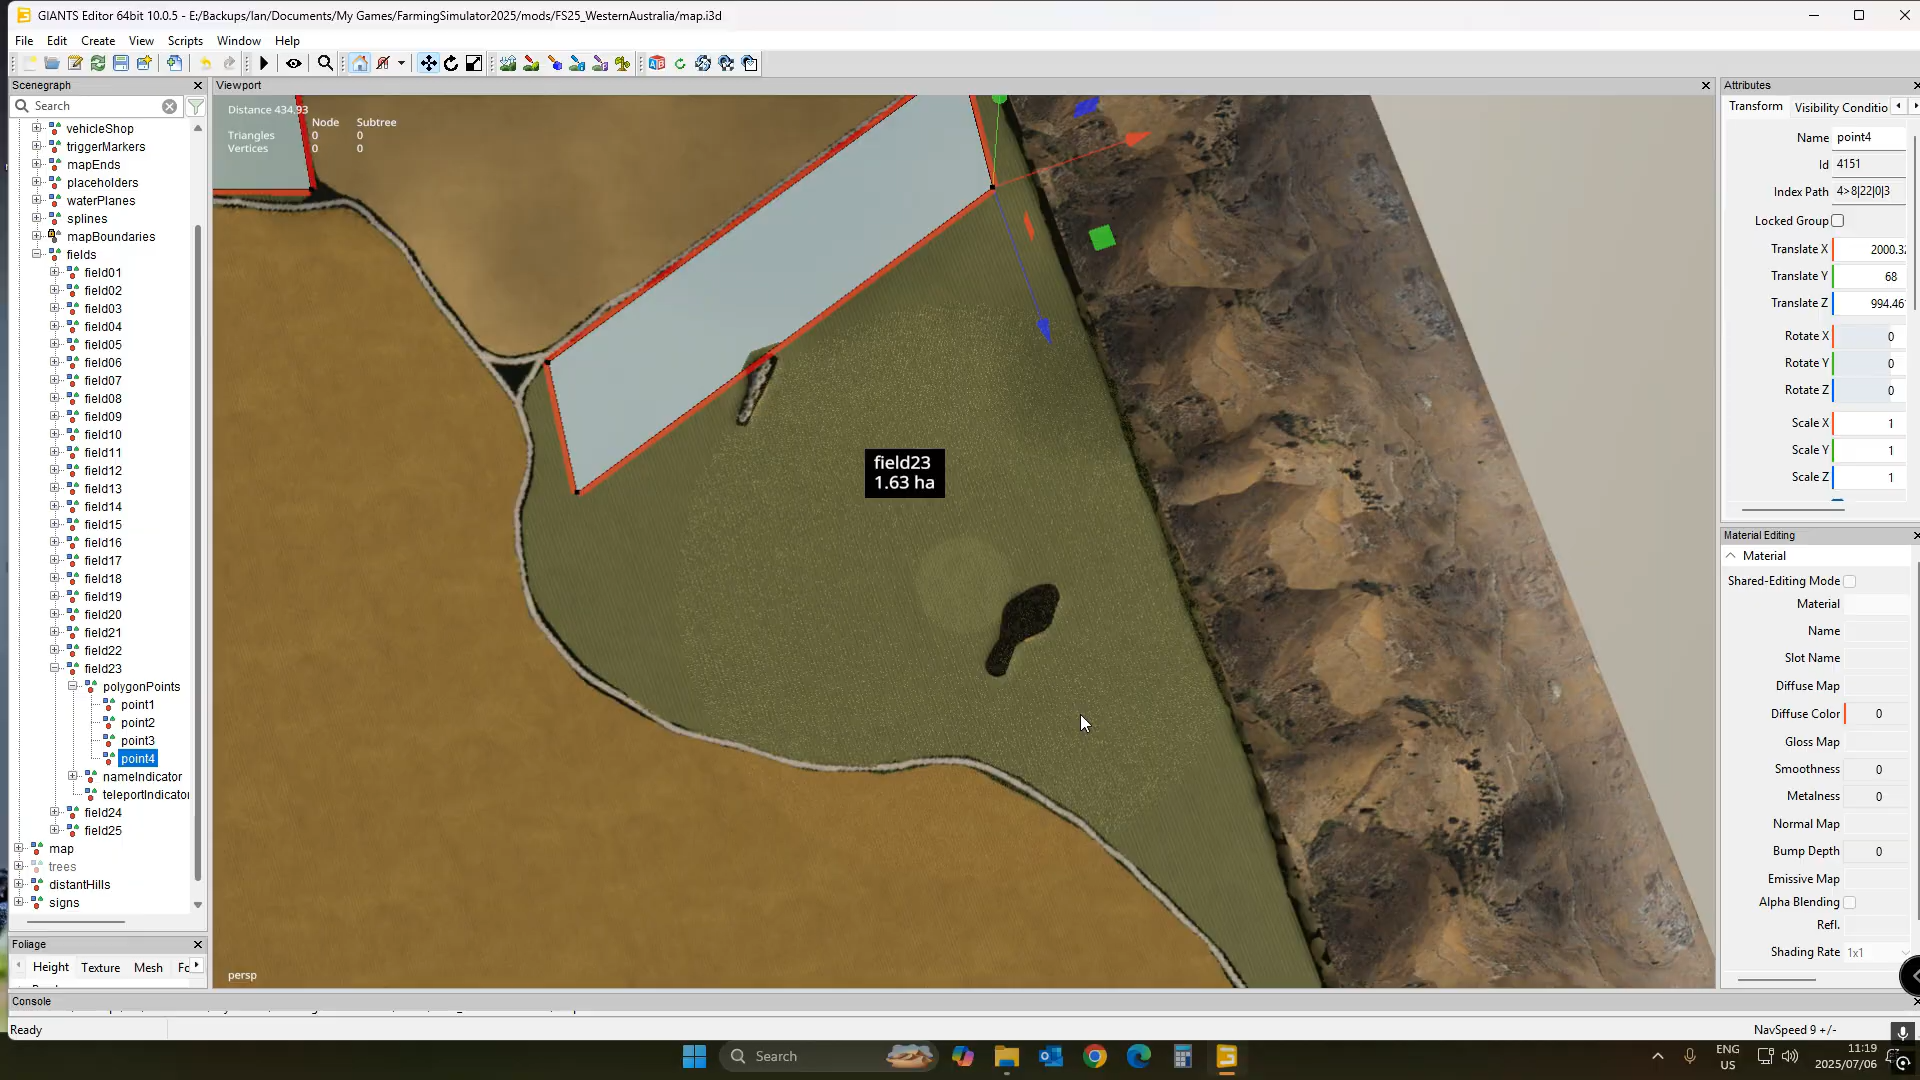 GIANTS Editor 64bit 10.0.5 - E:/Backups/Ian/Documents/My Games/FarmingSimulator2025/mods/FS25_WesternAustralia/map.i3d
File Edit Create View Scripts Window Help
Scenegraph
Search
vehicleShop
triggerMarkers
mapEnds
placeholders
waterPlanes
splines
mapBoundaries
fields
field01
field02
field03
field04
field05
field06
field07
field08
field09
field10
field11
field12
field13
field14
field15
field16
field17
field18
field19
field20
field21
field22
field23
polygonPoints
point1
point2
point3
point4
nameIndicator
teleportIndicator
field24
field25
map
trees
distantHills
signs
Foliage
Height Texture Mesh Fc
Viewport
Distance 434.93
Node Subtree
Triangles 0 0
Vertices 0 0
field23
1.63 ha
persp
Attributes
Transform Visibility Conditio
Name point4
Id 4151
Index Path 4>8|22|0|3
Locked Group
Translate X 2000.32
Translate Y 68
Translate Z 994.46
Rotate X 0
Rotate Y 0
Rotate Z 0
Scale X 1
Scale Y 1
Scale Z 1
Material Editing
Material
Shared-Editing Mode
Material
Name
Slot Name
Diffuse Map
Diffuse Color 0
Gloss Map
Smoothness 0
Metalness 0
Normal Map
Bump Depth 0
Emissive Map
Alpha Blending
Refl.
Shading Rate 1x1
Console
Ready
NavSpeed 9 +/-
Search
ENG
US
11:19
2025/07/06